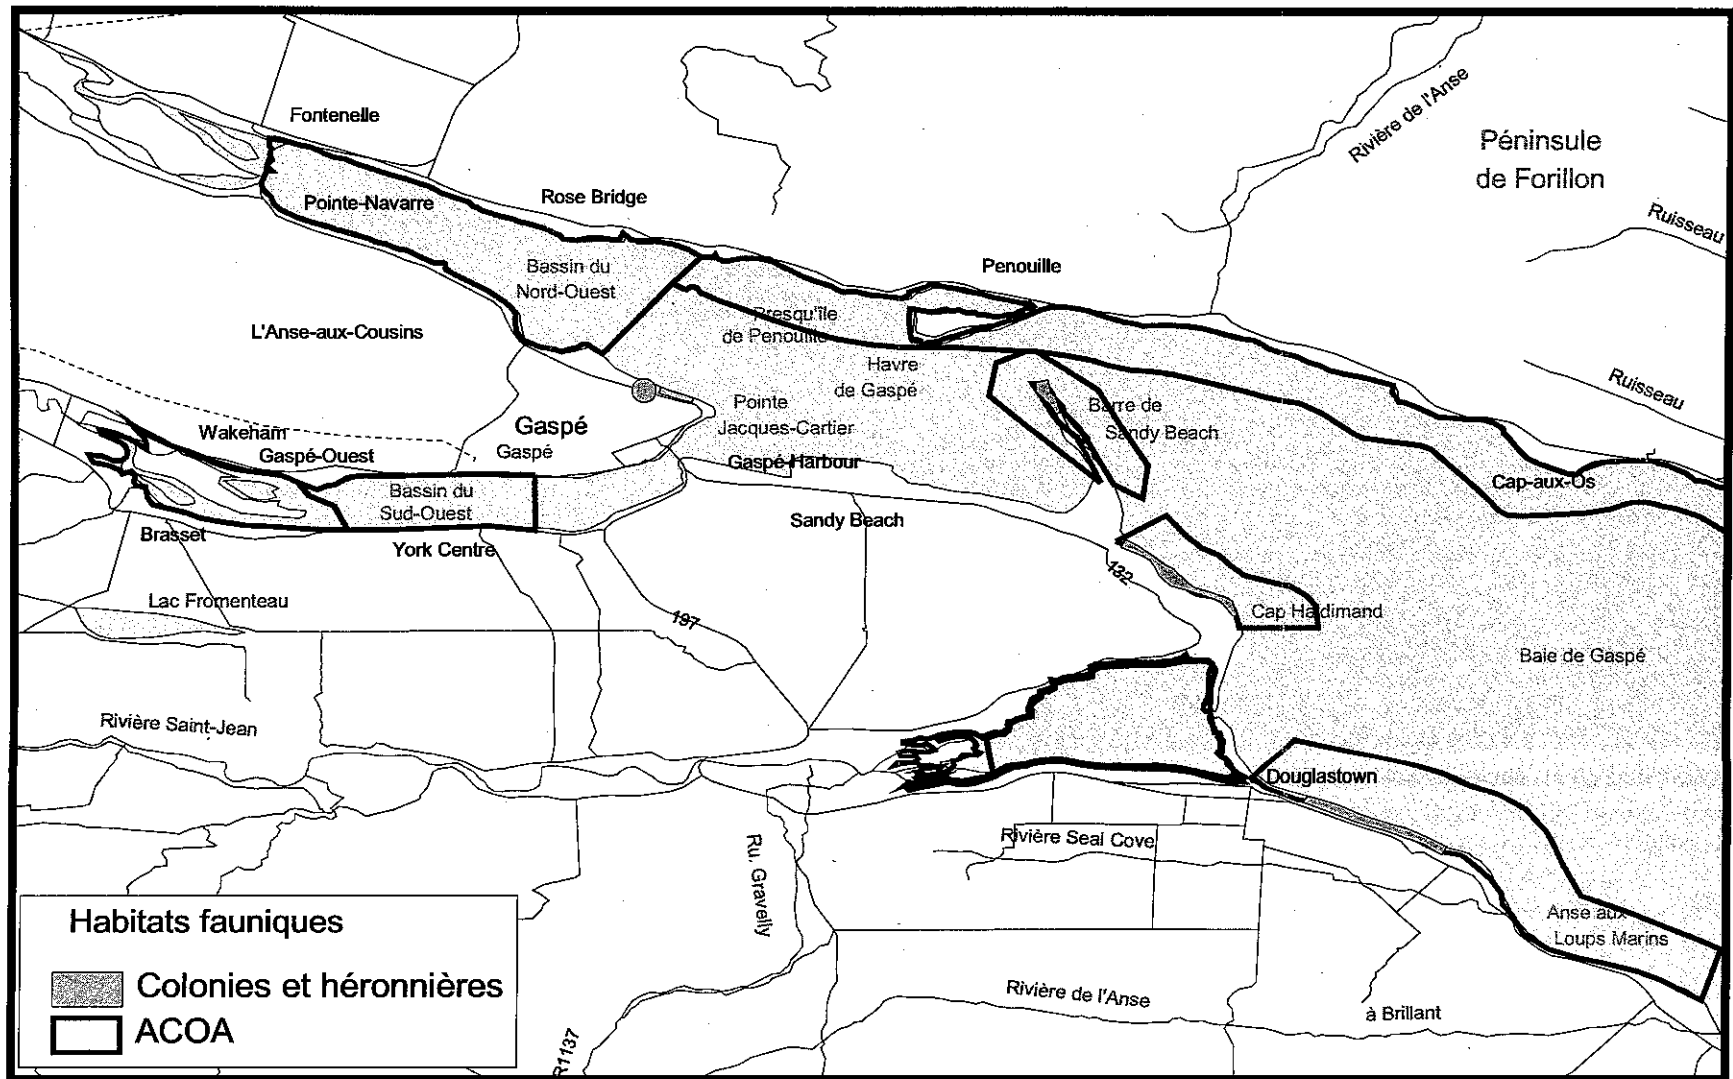 Fontenelle
Rivière de l'Anse
Péninsule
de Forillon
Pointe-Navarre
Rose Bridge
Ruisseau
Bassin du
Nord-Ouest
Penouille
Presqu'île
de Penouille
L'Anse-aux-Cousins
Havre
de Gaspé
Ruisseau
Pointe
Jacques-Cartier
Barre de
Sandy Beach
Wakeham
Gaspé
Gaspé-Ouest
Gaspé
Gaspé-Harbour
Bassin du
Sud-Ouest
Cap-aux-Os
Brasset
York Centre
Sandy Beach
132
Lac Fromenteau
197
Cap Haldimand
Baie de Gaspé
Rivière Saint-Jean
Douglastown
Rivière Seal Cove
Ru. Gravelly
Anse aux
Loups Marins
Rivière de l'Anse
à Brillant
R1137
Habitats fauniques
Colonies et héronnières
ACOA